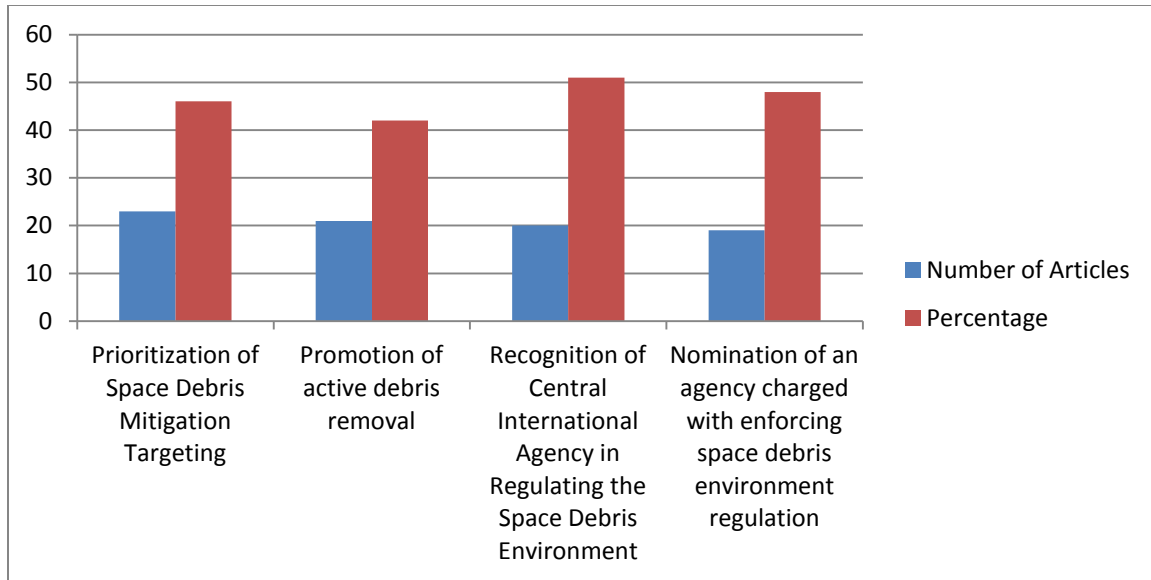 60
50
40
30
20
10
0
Prioritization of
Space Debris
Mitigation
Targeting
Promotion of
active debris
removal
Recognition of
Central
International
Agency in
Regulating the
Space Debris
Environment
Nomination of an
agency charged
with enforcing
space debris
environment
regulation
Number of Articles
Percentage